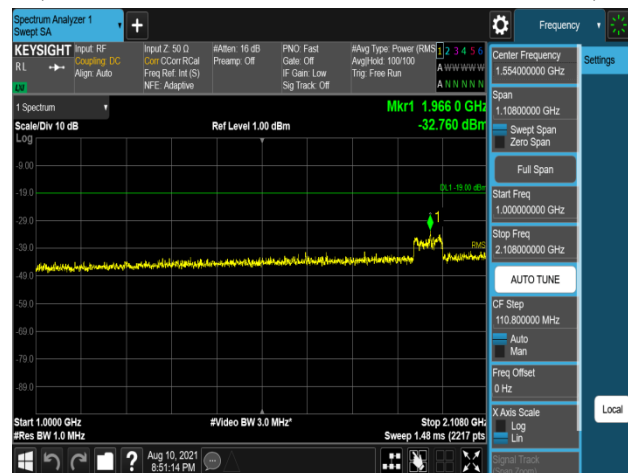 Spectrum Analyzer 1
Swept SA
Frequency
KEYSIGHT
RL
Input: RF
Coupling: DC
Align: Auto
Input Z: 50 Ω
Corr CCorr RCal
Freq Ref: Int (S)
NFE: Adaptive
#Atten: 16 dB
Preamp: Off
PNO: Fast
Gate: Off
IF Gain: Low
Sig Track: Off
#Avg Type: Power (RMS
Avg|Hold: 100/100
Trig: Free Run
1 2 3 4 5 6
A W W W W W
A N N N N N
LW
1 Spectrum
Scale/Div 10 dB
Log
Ref Level 1.00 dBm
Mkr1 1.966 0 GHz
-32.760 dBm
-9.00
-19.0
-29.0
-39.0
-49.0
-59.0
-69.0
-79.0
-89.0
DL1 -19.00 dBm
1
RMS
Start 1.0000 GHz
#Res BW 1.0 MHz
#Video BW 3.0 MHz*
Stop 2.1080 GHz
Sweep 1.48 ms (2217 pts
Aug 10, 2021
8:51:14 PM
Center Frequency
1.554000000 GHz
Settings
Span
1.10800000 GHz
Swept Span
Zero Span
Full Span
Start Freq
1.000000000 GHz
Stop Freq
2.108000000 GHz
AUTO TUNE
CF Step
110.800000 MHz
Auto
Man
Freq Offset
0 Hz
X Axis Scale
Log
Lin
Local
Signal Track
(Span Zoom)